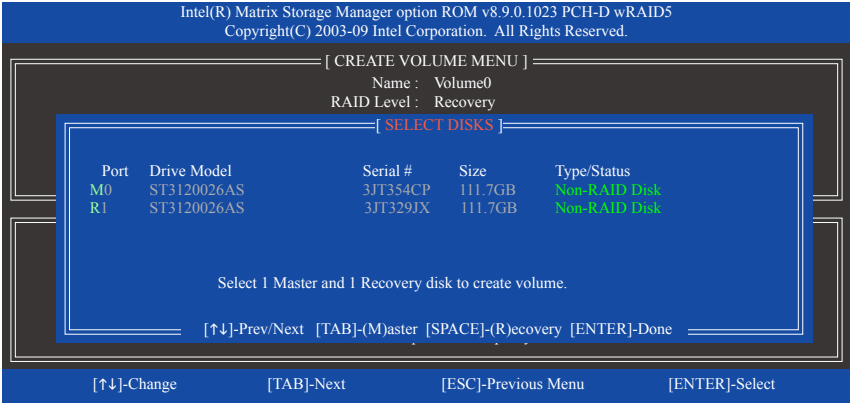 Intel(R) Matrix Storage Manager option ROM v8.9.0.1023 PCH-D wRAID5
Copyright(C) 2003-09 Intel Corporation. All Rights Reserved.
[ CREATE VOLUME MENU ]
Name : Volume0
RAID Level : Recovery
[ SELECT DISKS ]
Port Drive Model Serial # Size Type/Status
M0 ST3120026AS 3JT354CP 111.7GB Non-RAID Disk
R1 ST3120026AS 3JT329JX 111.7GB Non-RAID Disk
Select 1 Master and 1 Recovery disk to create volume.
[↑↓]-Prev/Next [TAB]-(M)aster [SPACE]-(R)ecovery [ENTER]-Done
[↑↓]-Change [TAB]-Next [ESC]-Previous Menu [ENTER]-Select